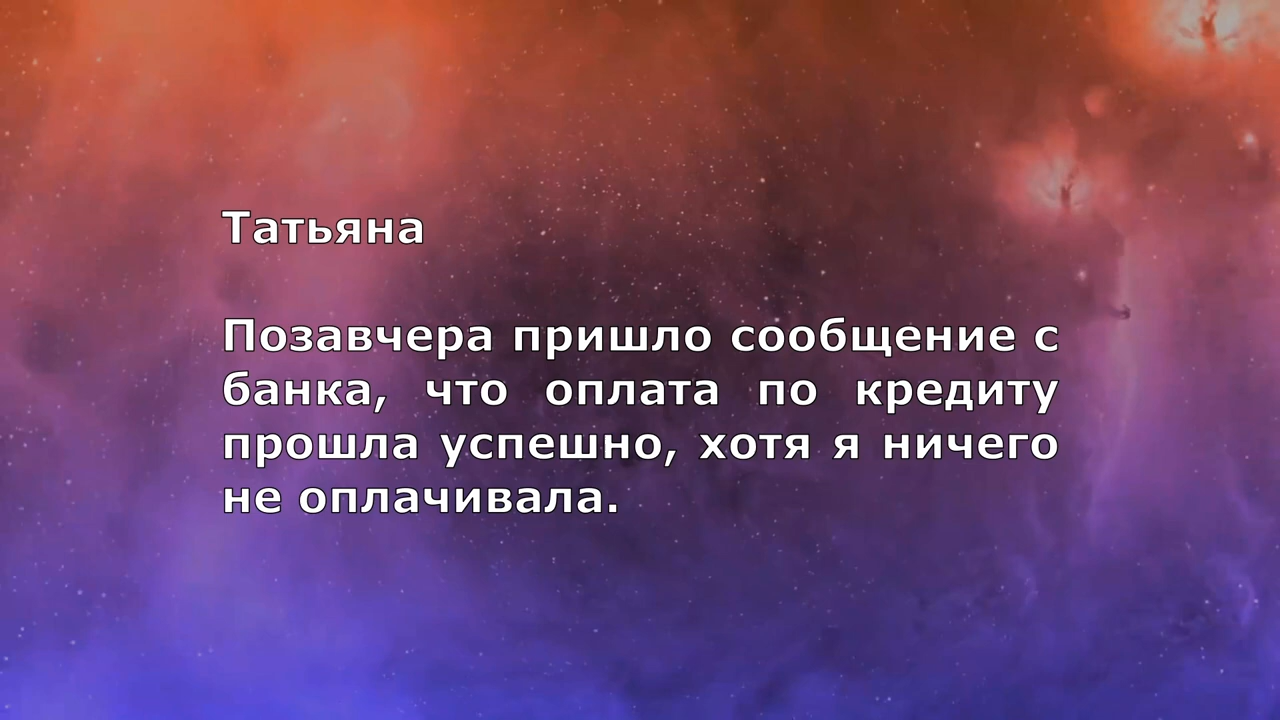 Татьяна
Позавчера пришло сообщение с
банка, что оплата по кредиту
прошла успешно, хотя я ничего
не оплачивала.